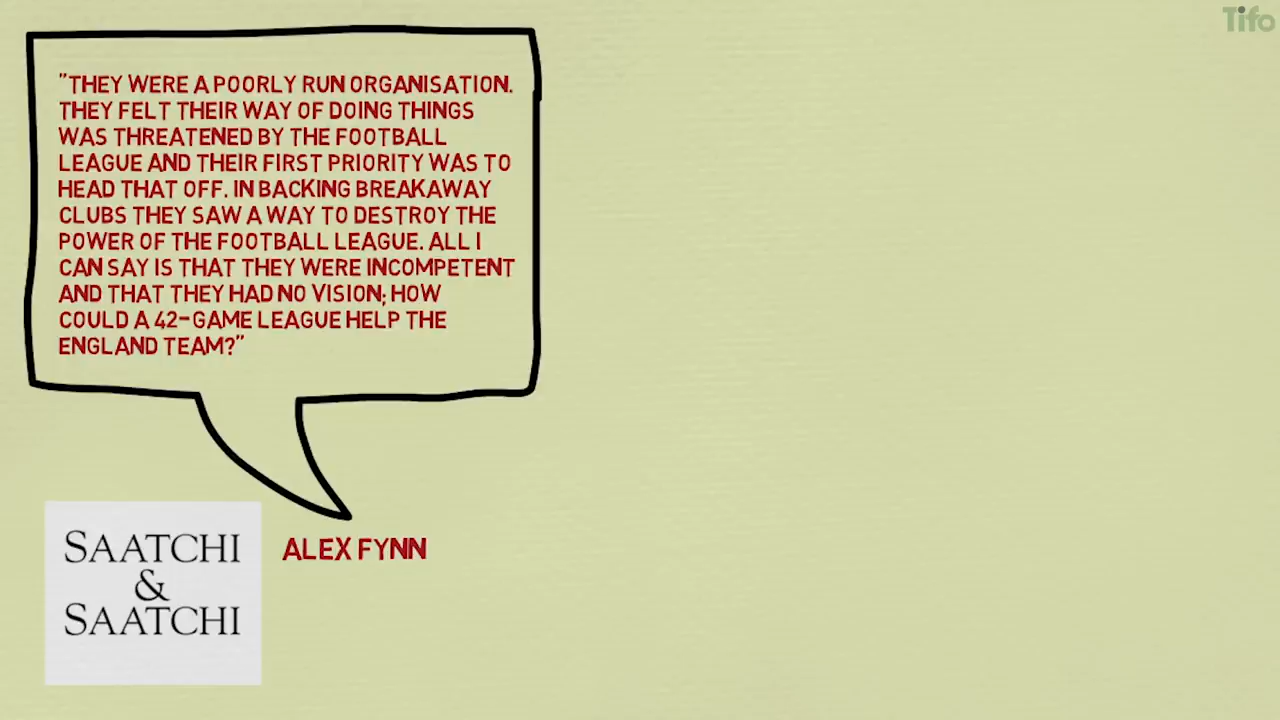 Tifo
"THEY WERE A POORLY RUN ORGANISATION.
THEY FELT THEIR WAY OF DOING THINGS
WAS THREATENED BY THE FOOTBALL
LEAGUE AND THEIR FIRST PRIORITY WAS TO
HEAD THAT OFF. IN BACKING BREAKAWAY
CLUBS THEY SAW A WAY TO DESTROY THE
POWER OF THE FOOTBALL LEAGUE. ALL I
CAN SAY IS THAT THEY WERE INCOMPETENT
AND THAT THEY HAD NO VISION; HOW
COULD A 42-GAME LEAGUE HELP THE
ENGLAND TEAM?"
SAATCHI
&
SAATCHI
ALEX FYNN